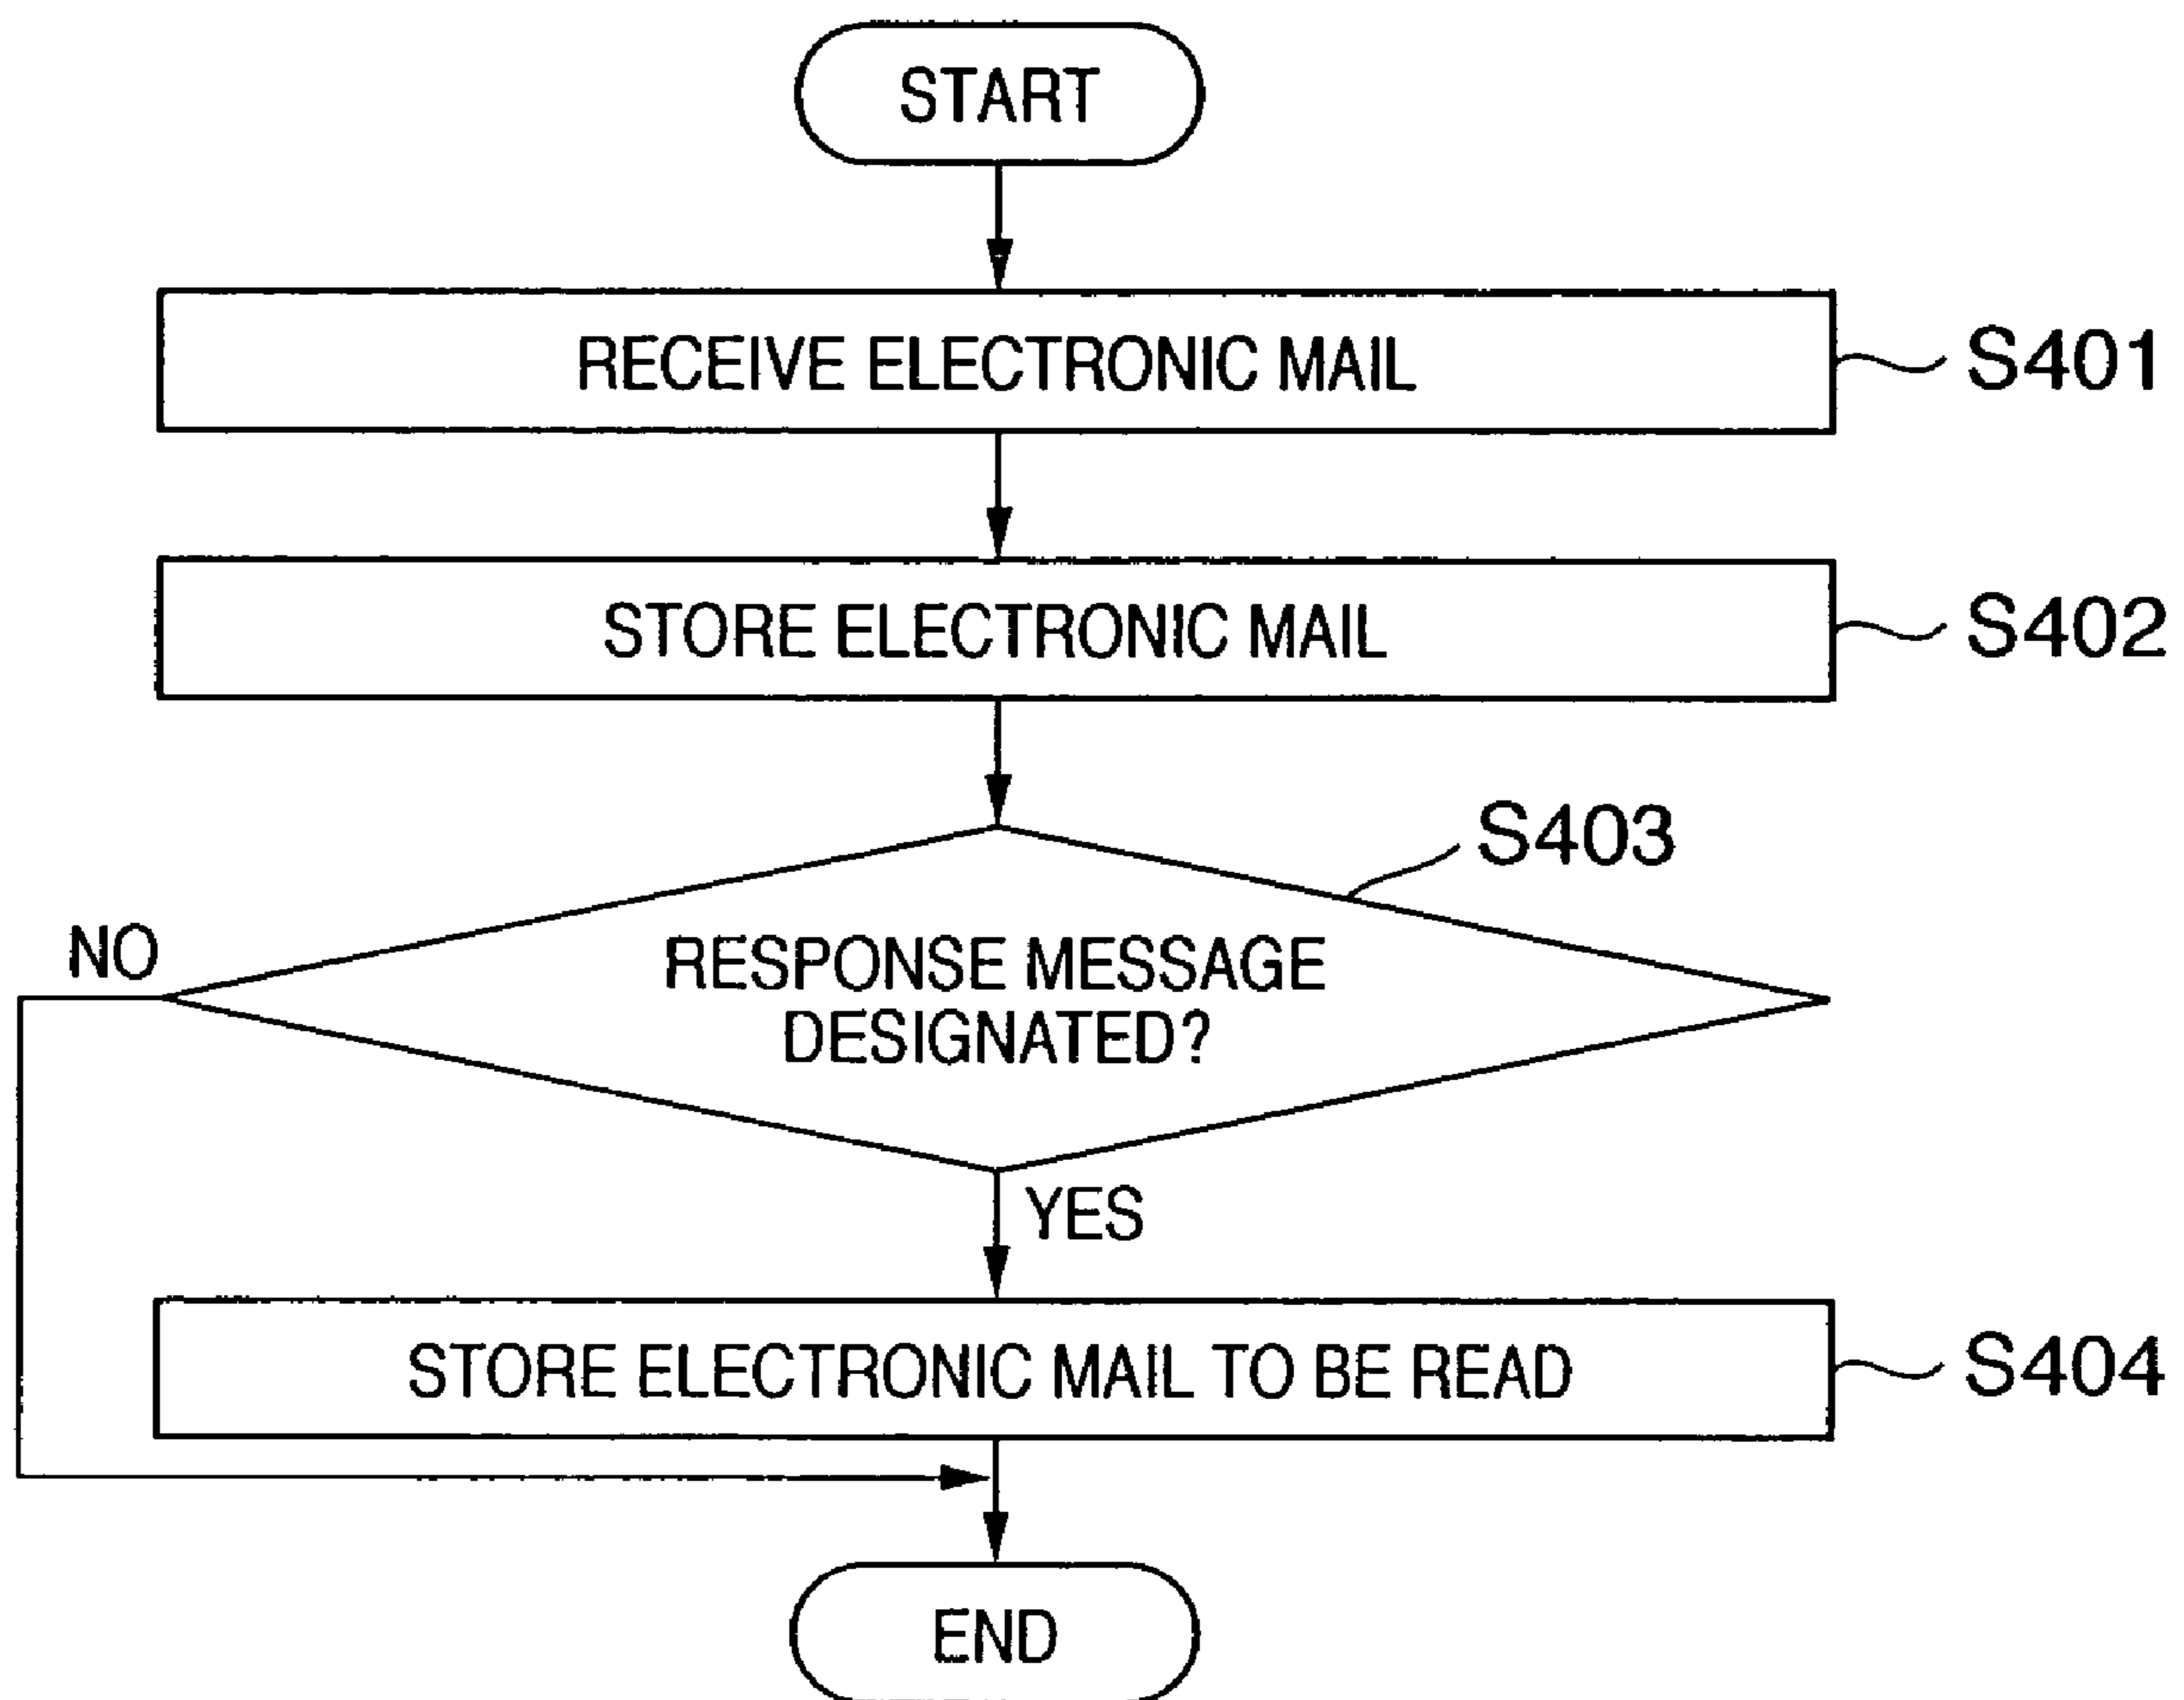 START
RECEIVE ELECTRONIC MAIL
S401
STORE ELECTRONIC MAIL
S402
S403
NO
RESPONSE MESSAGE
DESIGNATED?
YES
STORE ELECTRONIC MAIL TO BE READ
S404
END